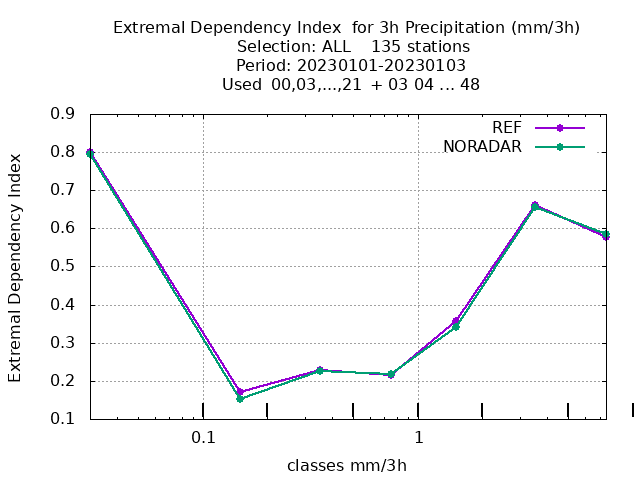 Extremal Dependency Index  for 3h Precipitation (mm/3h)
Selection: ALL    135 stations
Period: 20230101-20230103
Used  00,03,...,21  + 03 04 ... 48
REF
NORADAR
Extremal Dependency Index
0.9
0.8
0.7
0.6
0.5
0.4
0.3
0.2
0.1
0.1
1
classes mm/3h